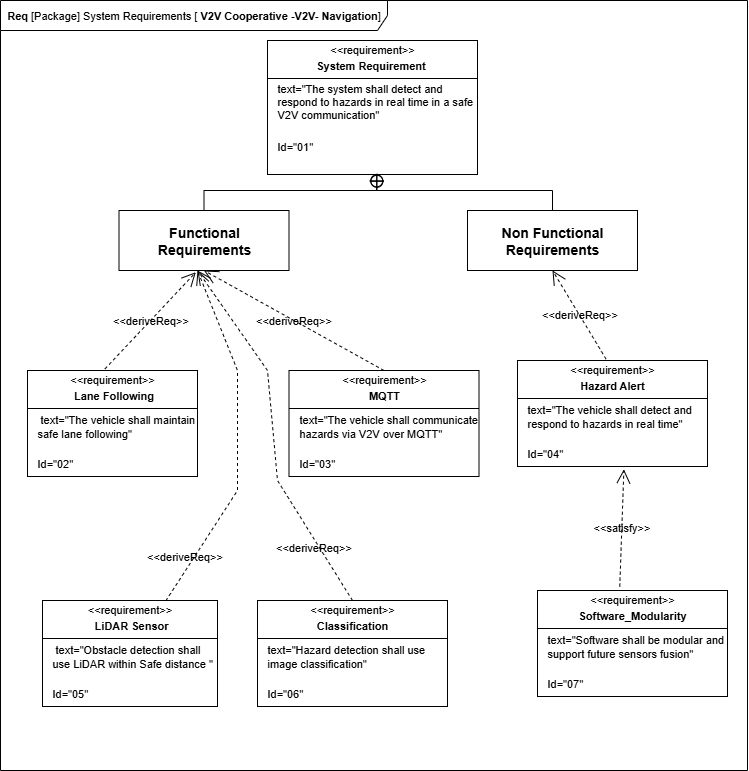 Req [Package] System Requirements [ V2V Cooperative -V2V- Navigation]
<<requirement>>
System Requirement
text="The system shall detect and
respond to hazards in real time in a safe
V2V communication"
Id="01"
Functional
Requirements
Non Functional
Requirements
<<deriveReq>>
<<deriveReq>>
<<deriveReq>>
<<requirement>>
Lane Following
text="The vehicle shall maintain
safe lane following"
Id="02"
<<requirement>>
MQTT
text="The vehicle shall communicate
hazards via V2V over MQTT"
Id="03"
<<requirement>>
Hazard Alert
text="The vehicle shall detect and
respond to hazards in real time"
Id="04"
<<satisfy>>
<<deriveReq>>
<<deriveReq>>
<<requirement>>
LiDAR Sensor
text="Obstacle detection shall
use LiDAR within Safe distance "
Id="05"
<<requirement>>
Classification
text="Hazard detection shall use
image classification"
Id="06"
<<requirement>>
Software_Modularity
text="Software shall be modular and
support future sensors fusion"
Id="07"